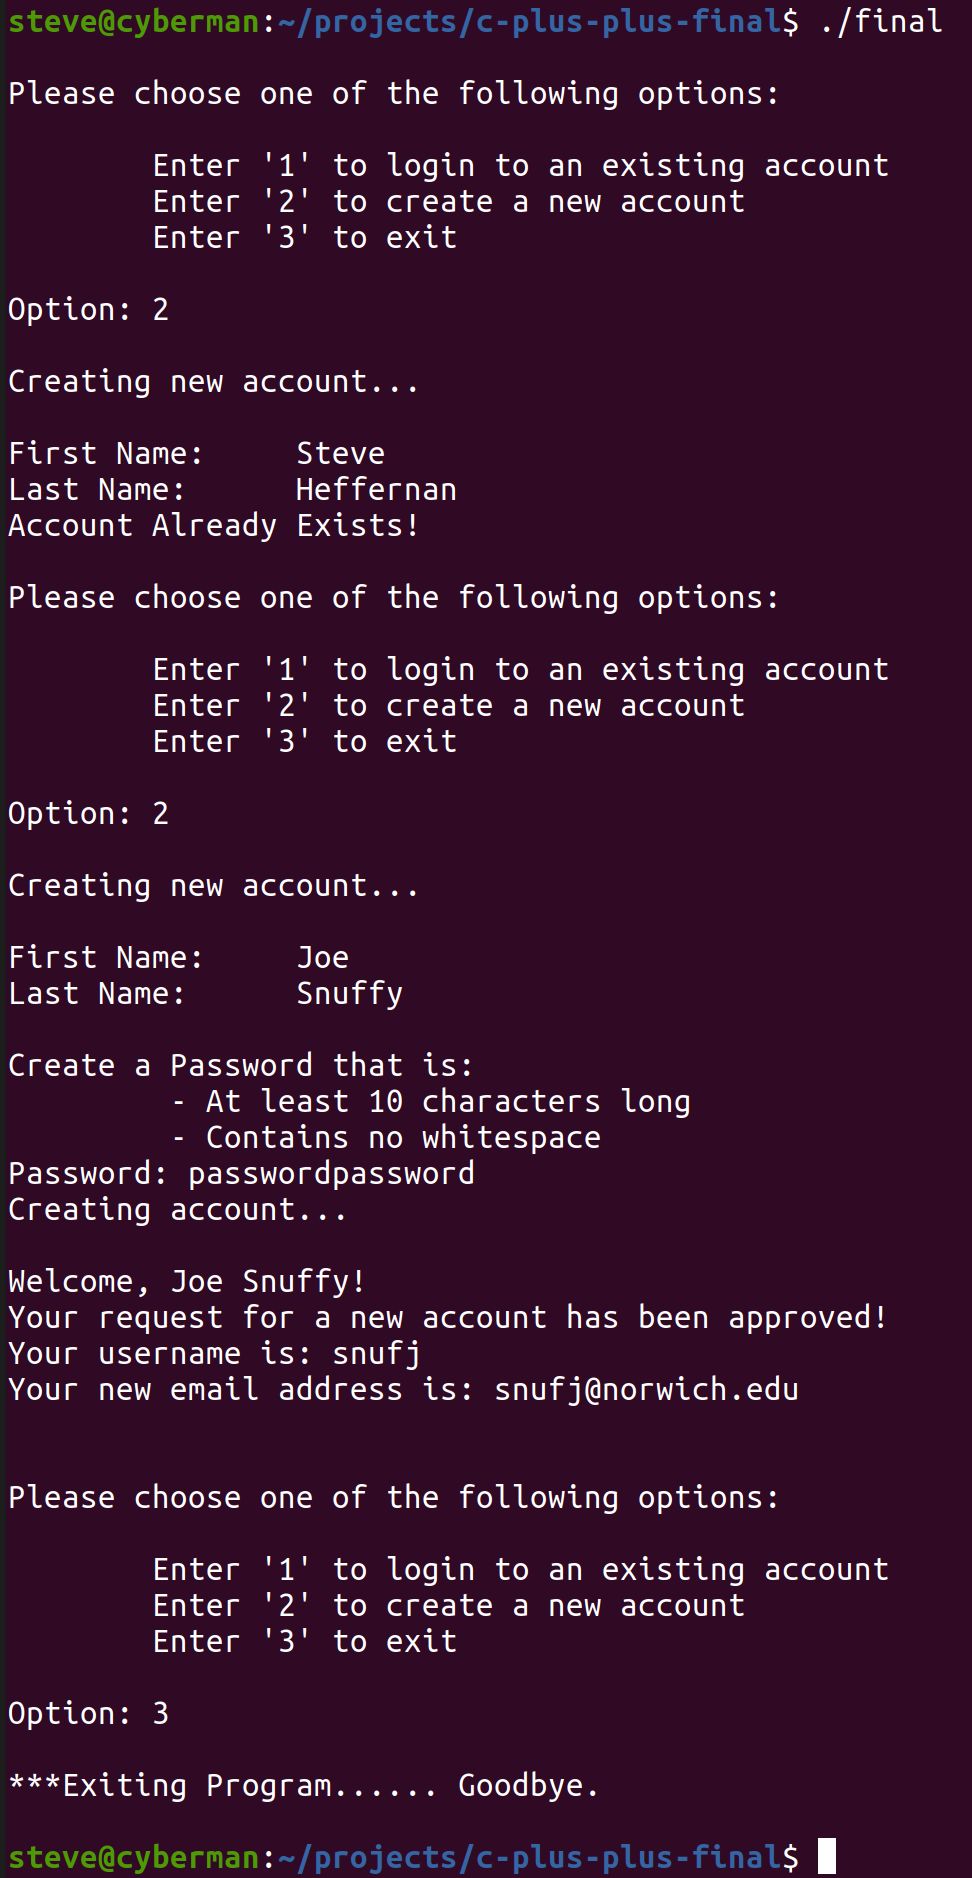 steve@cyberman:~/projects/c-plus-plus-final$ ./final
Please choose one of the following options:
Enter '1' to login to an existing account
Enter '2' to create a new account
Enter '3' to exit
Option: 2
Creating new account...
First Name: Steve
Last Name: Heffernan
Account Already Exists!
Please choose one of the following options:
Enter '1' to login to an existing account
Enter '2' to create a new account
Enter '3' to exit
Option: 2
Creating new account...
First Name: Joe
Last Name: Snuffy
Create a Password that is:
- At least 10 characters long
- Contains no whitespace
Password: passwordpassword
Creating account...
Welcome, Joe Snuffy!
Your request for a new account has been approved!
Your username is: snufj
Your new email address is: snufj@norwich.edu
Please choose one of the following options:
Enter '1' to login to an existing account
Enter '2' to create a new account
Enter '3' to exit
Option: 3
***Exiting Program...... Goodbye.
steve@cyberman:~/projects/c-plus-plus-final$